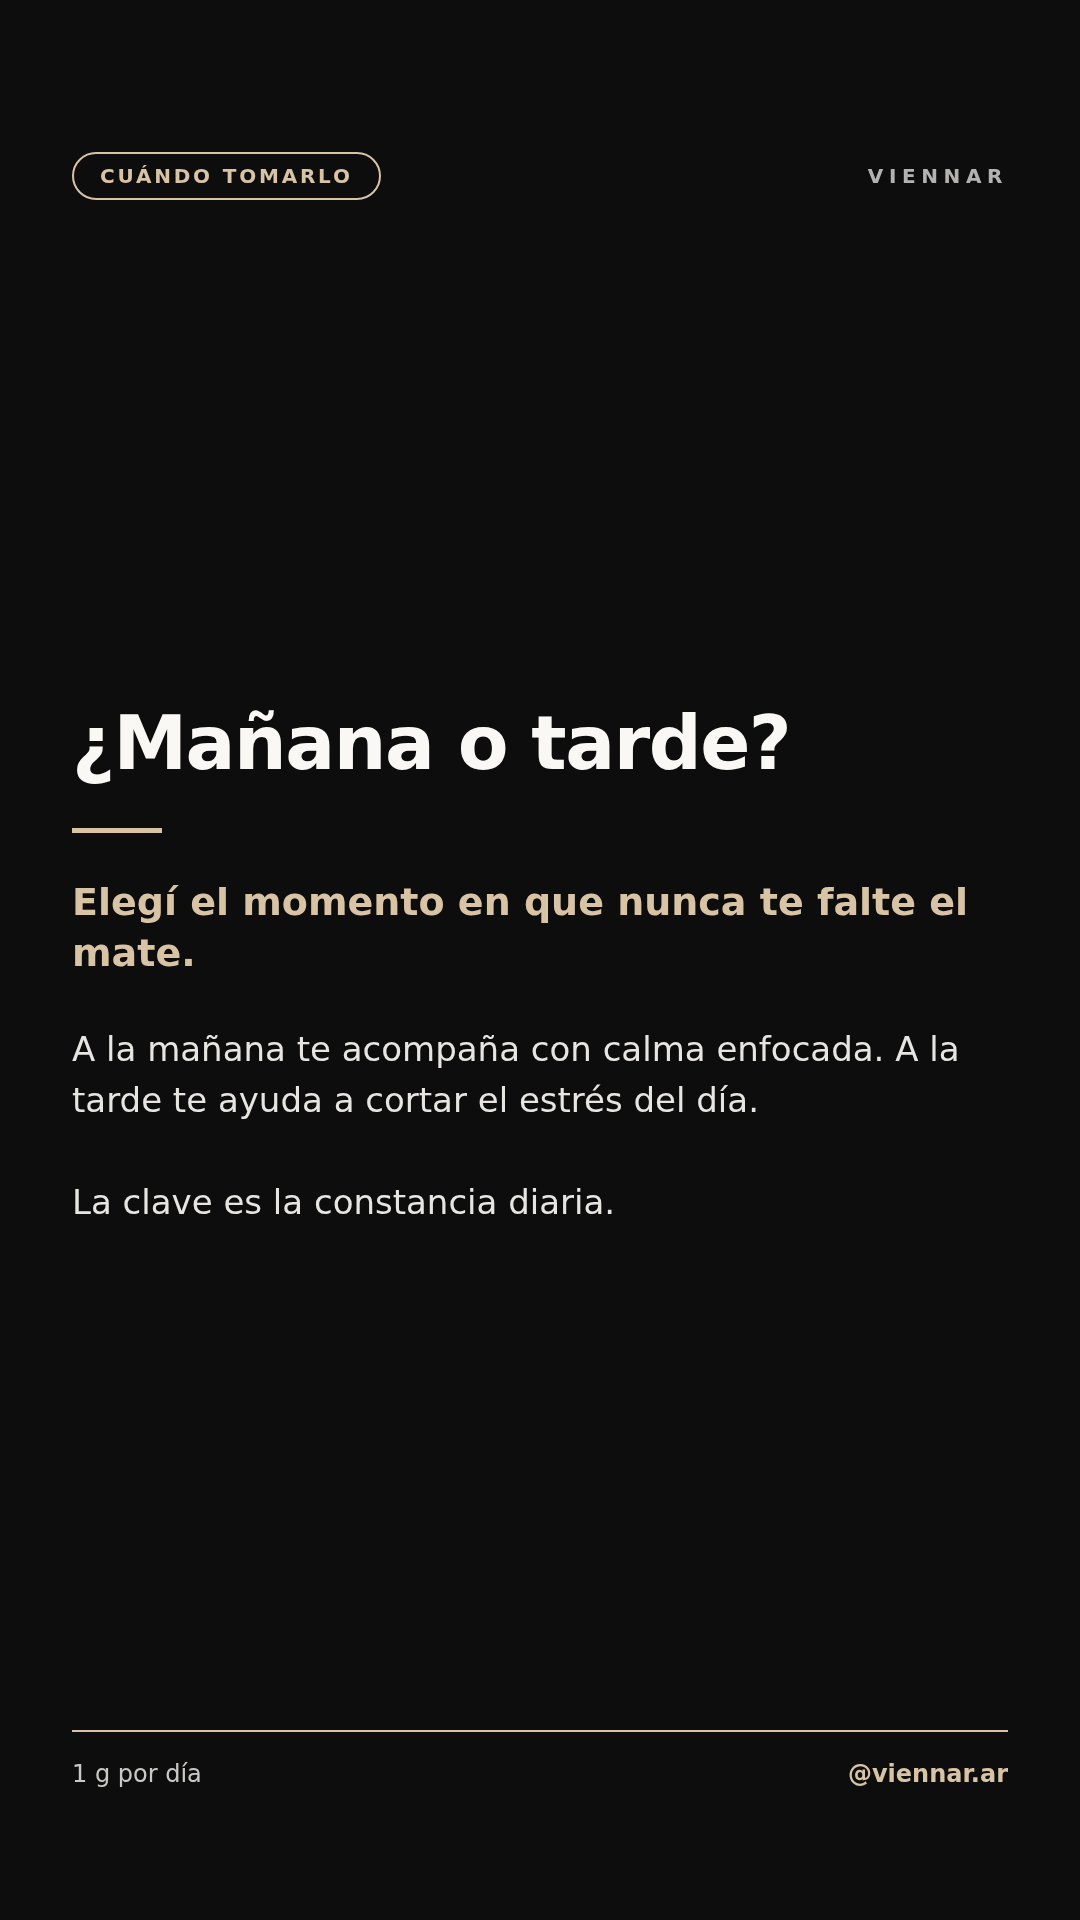 CUÁNDO TOMARLO
VIENNAR
¿Mañana o tarde?
Elegí el momento en que nunca te falte el
mate.
A la mañana te acompaña con calma enfocada. A la
tarde te ayuda a cortar el estrés del día.
La clave es la constancia diaria.
1 g por día
@viennar.ar